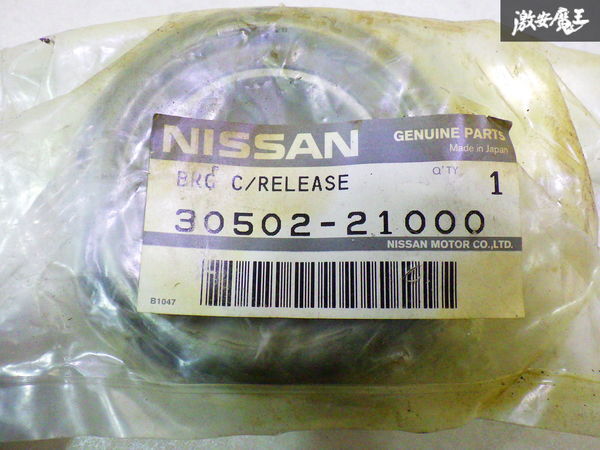 激安魔王
NISSAN
GENUINE PARTS
Made in Japan
BRG C/RELEASE
Q'TY 1
30502-21000
NISSAN MOTOR CO.,LTD.
B1047